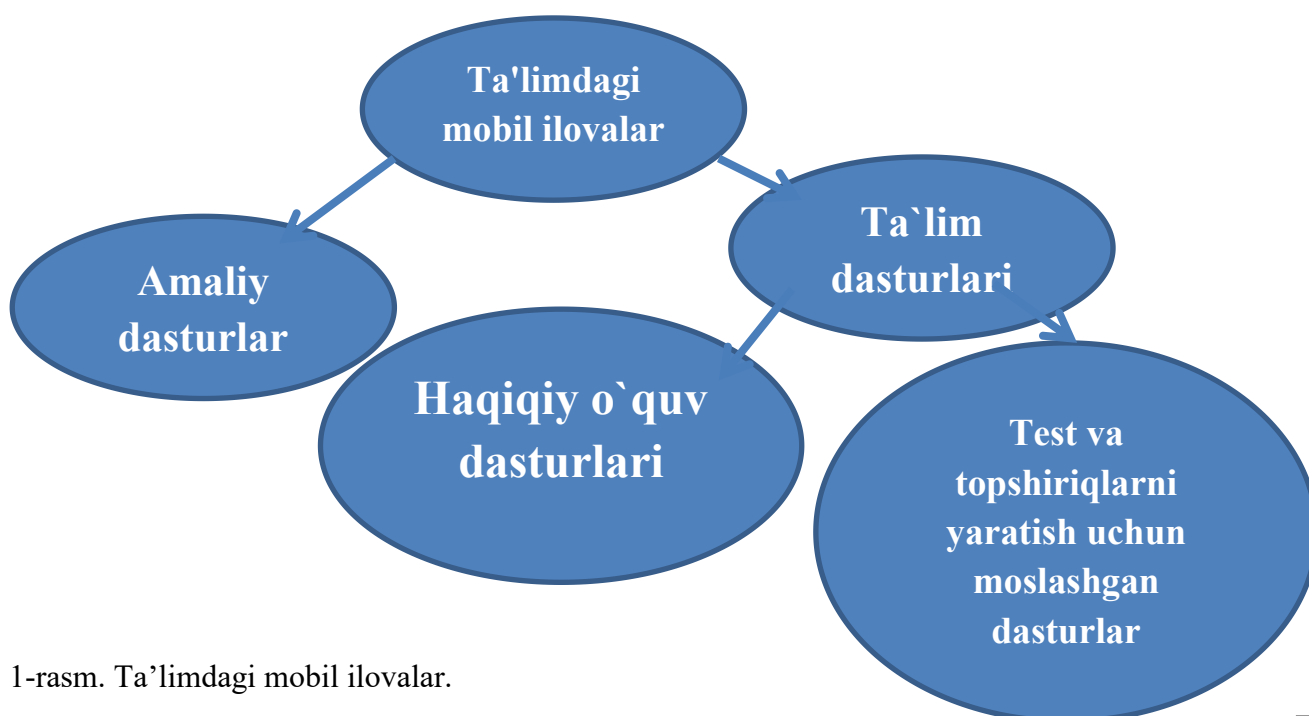 Ta'limdagi
mobil ilovalar
Ta`lim
dasturlari
Amaliy
dasturlar
Haqiqiy o`quv
dasturlari
Test va
topshiriqlarni
yaratish uchun
moslashgan
dasturlar
1-rasm. Ta’limdagi mobil ilovalar.